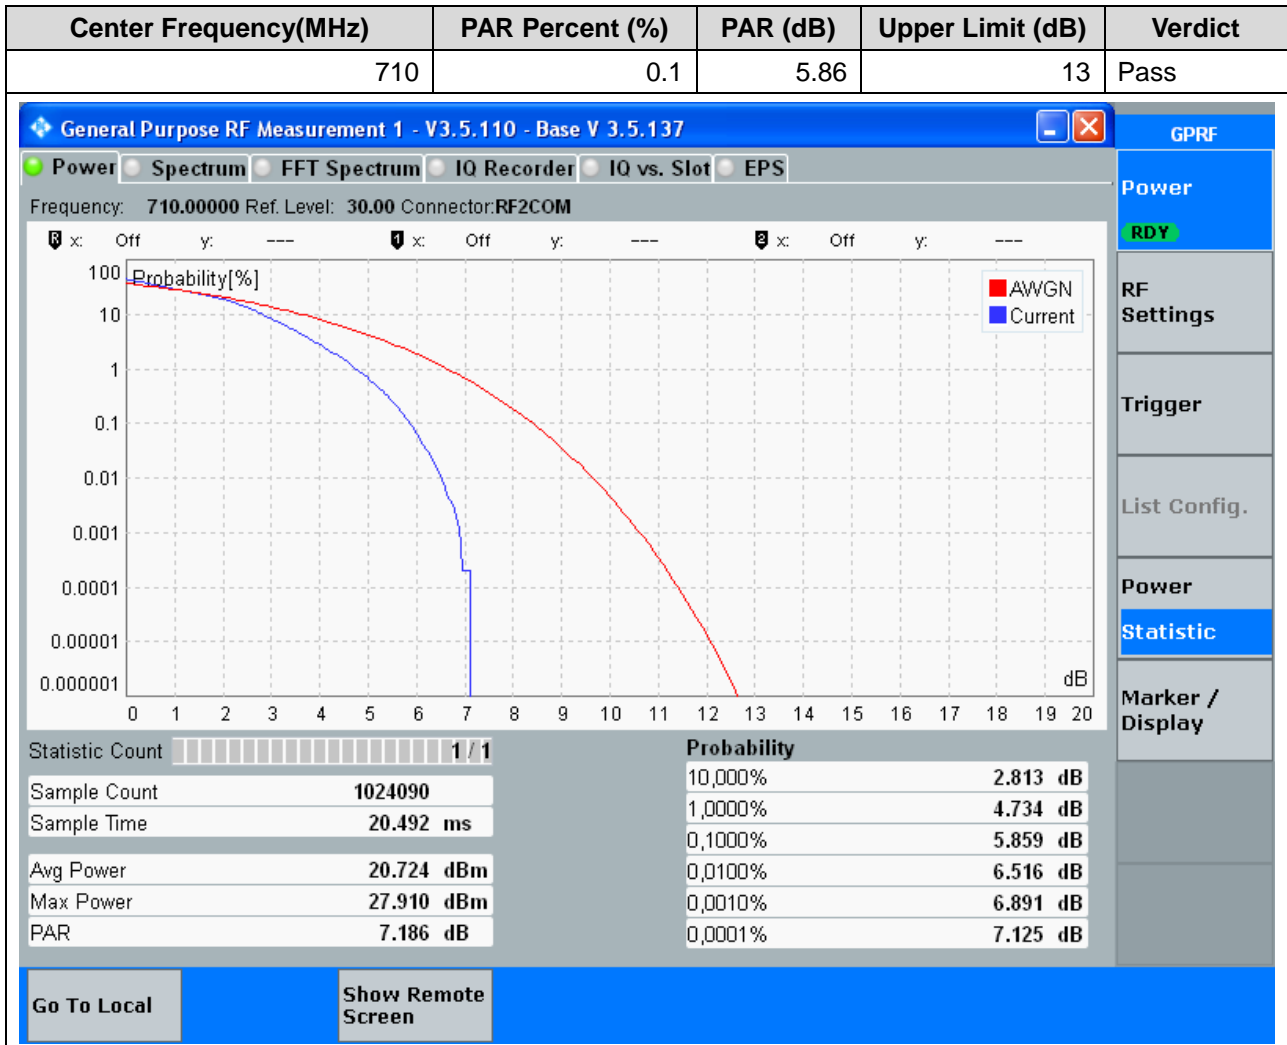 Center Frequency(MHz) PAR Percent (%) PAR (dB) Upper Limit (dB) Verdict
710 0.1 5.86 13 Pass
General Purpose RF Measurement 1 - V3.5.110 - Base V 3.5.137
GPRF
Power Spectrum FFT Spectrum IQ Recorder IQ vs. Slot EPS
Power
RDY
Frequency: 710.00000 Ref. Level: 30.00 Connector:RF2COM
R x: Off y: --- 1 x: Off y: --- 2 x: Off y: ---
Probability[%]
AWGN
Current
100
10
1
0.1
0.01
0.001
0.0001
0.00001
0.000001
dB
0 1 2 3 4 5 6 7 8 9 10 11 12 13 14 15 16 17 18 19 20
RF
Settings
Trigger
List Config.
Power
Statistic
Marker /
Display
Statistic Count 1 / 1
Sample Count 1024090
Sample Time 20.492 ms
Avg Power 20.724 dBm
Max Power 27.910 dBm
PAR 7.186 dB
Probability
10,000% 2.813 dB
1,0000% 4.734 dB
0,1000% 5.859 dB
0,0100% 6.516 dB
0,0010% 6.891 dB
0,0001% 7.125 dB
Go To Local
Show Remote
Screen